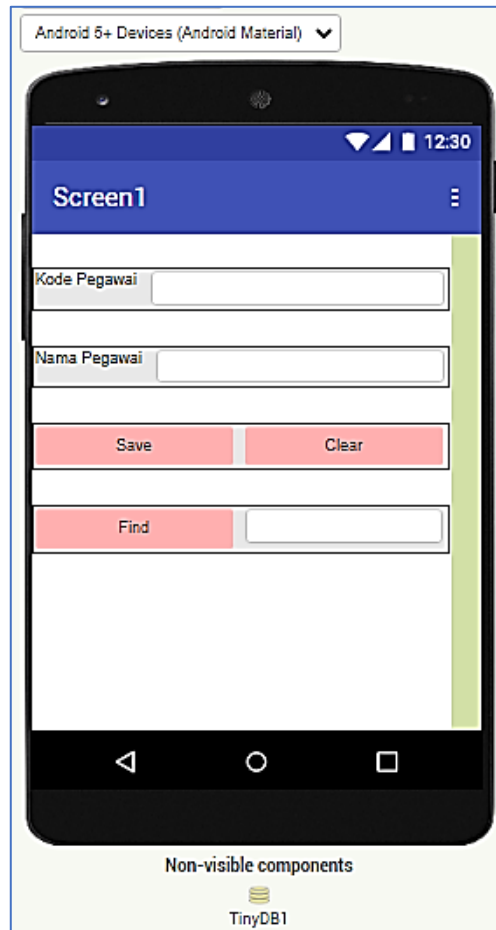 Android 5+ Devices (Android Material)
12:30
Screen1
Kode Pegawai
Nama Pegawai
Save Clear
Find
Non-visible components
TinyDB1